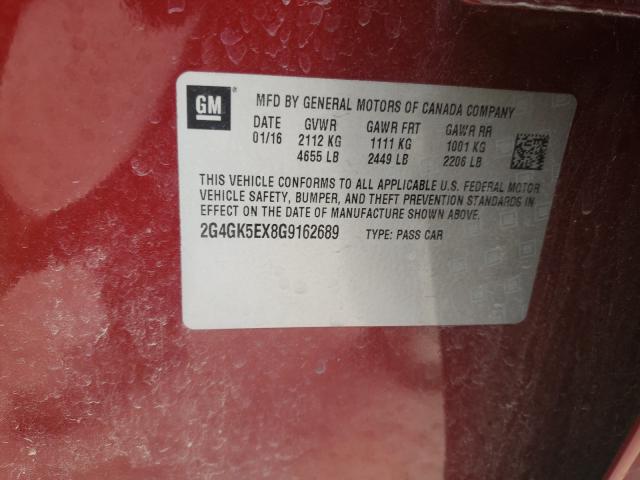 GM
MFD BY GENERAL MOTORS OF CANADA COMPANY
DATE GVWR GAWR FRT GAWR RR
01/16 2112 KG 1111 KG 1001 KG
4655 LB 2449 LB 2206 LB
THIS VEHICLE CONFORMS TO ALL APPLICABLE U.S. FEDERAL MOTOR
VEHICLE SAFETY, BUMPER, AND THEFT PREVENTION STANDARDS
IN EFFECT ON THE DATE OF MANUFACTURE SHOWN ABOVE.
2G4GK5EX8G9162689 TYPE: PASS CAR